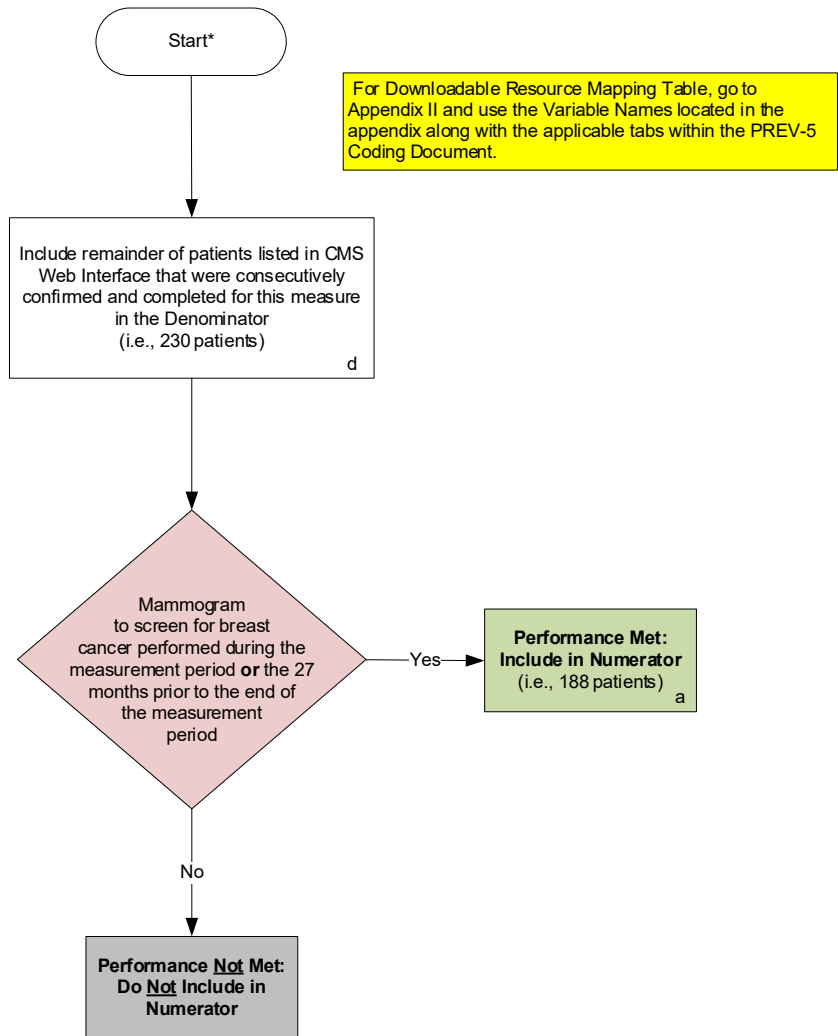 Start*
For Downloadable Resource Mapping Table, go to
Appendix II and use the Variable Names located in the
appendix along with the applicable tabs within the PREV-5
Coding Document.
Include remainder of patients listed in CMS
Web Interface that were consecutively
confirmed and completed for this measure
in the Denominator
(i.e., 230 patients)
d
Mammogram
to screen for breast
cancer performed during the
measurement period or the 27
months prior to the end of
the measurement
period
Yes
Performance Met:
Include in Numerator
(i.e., 188 patients)
a
No
Performance Not Met:
Do Not Include in
Numerator